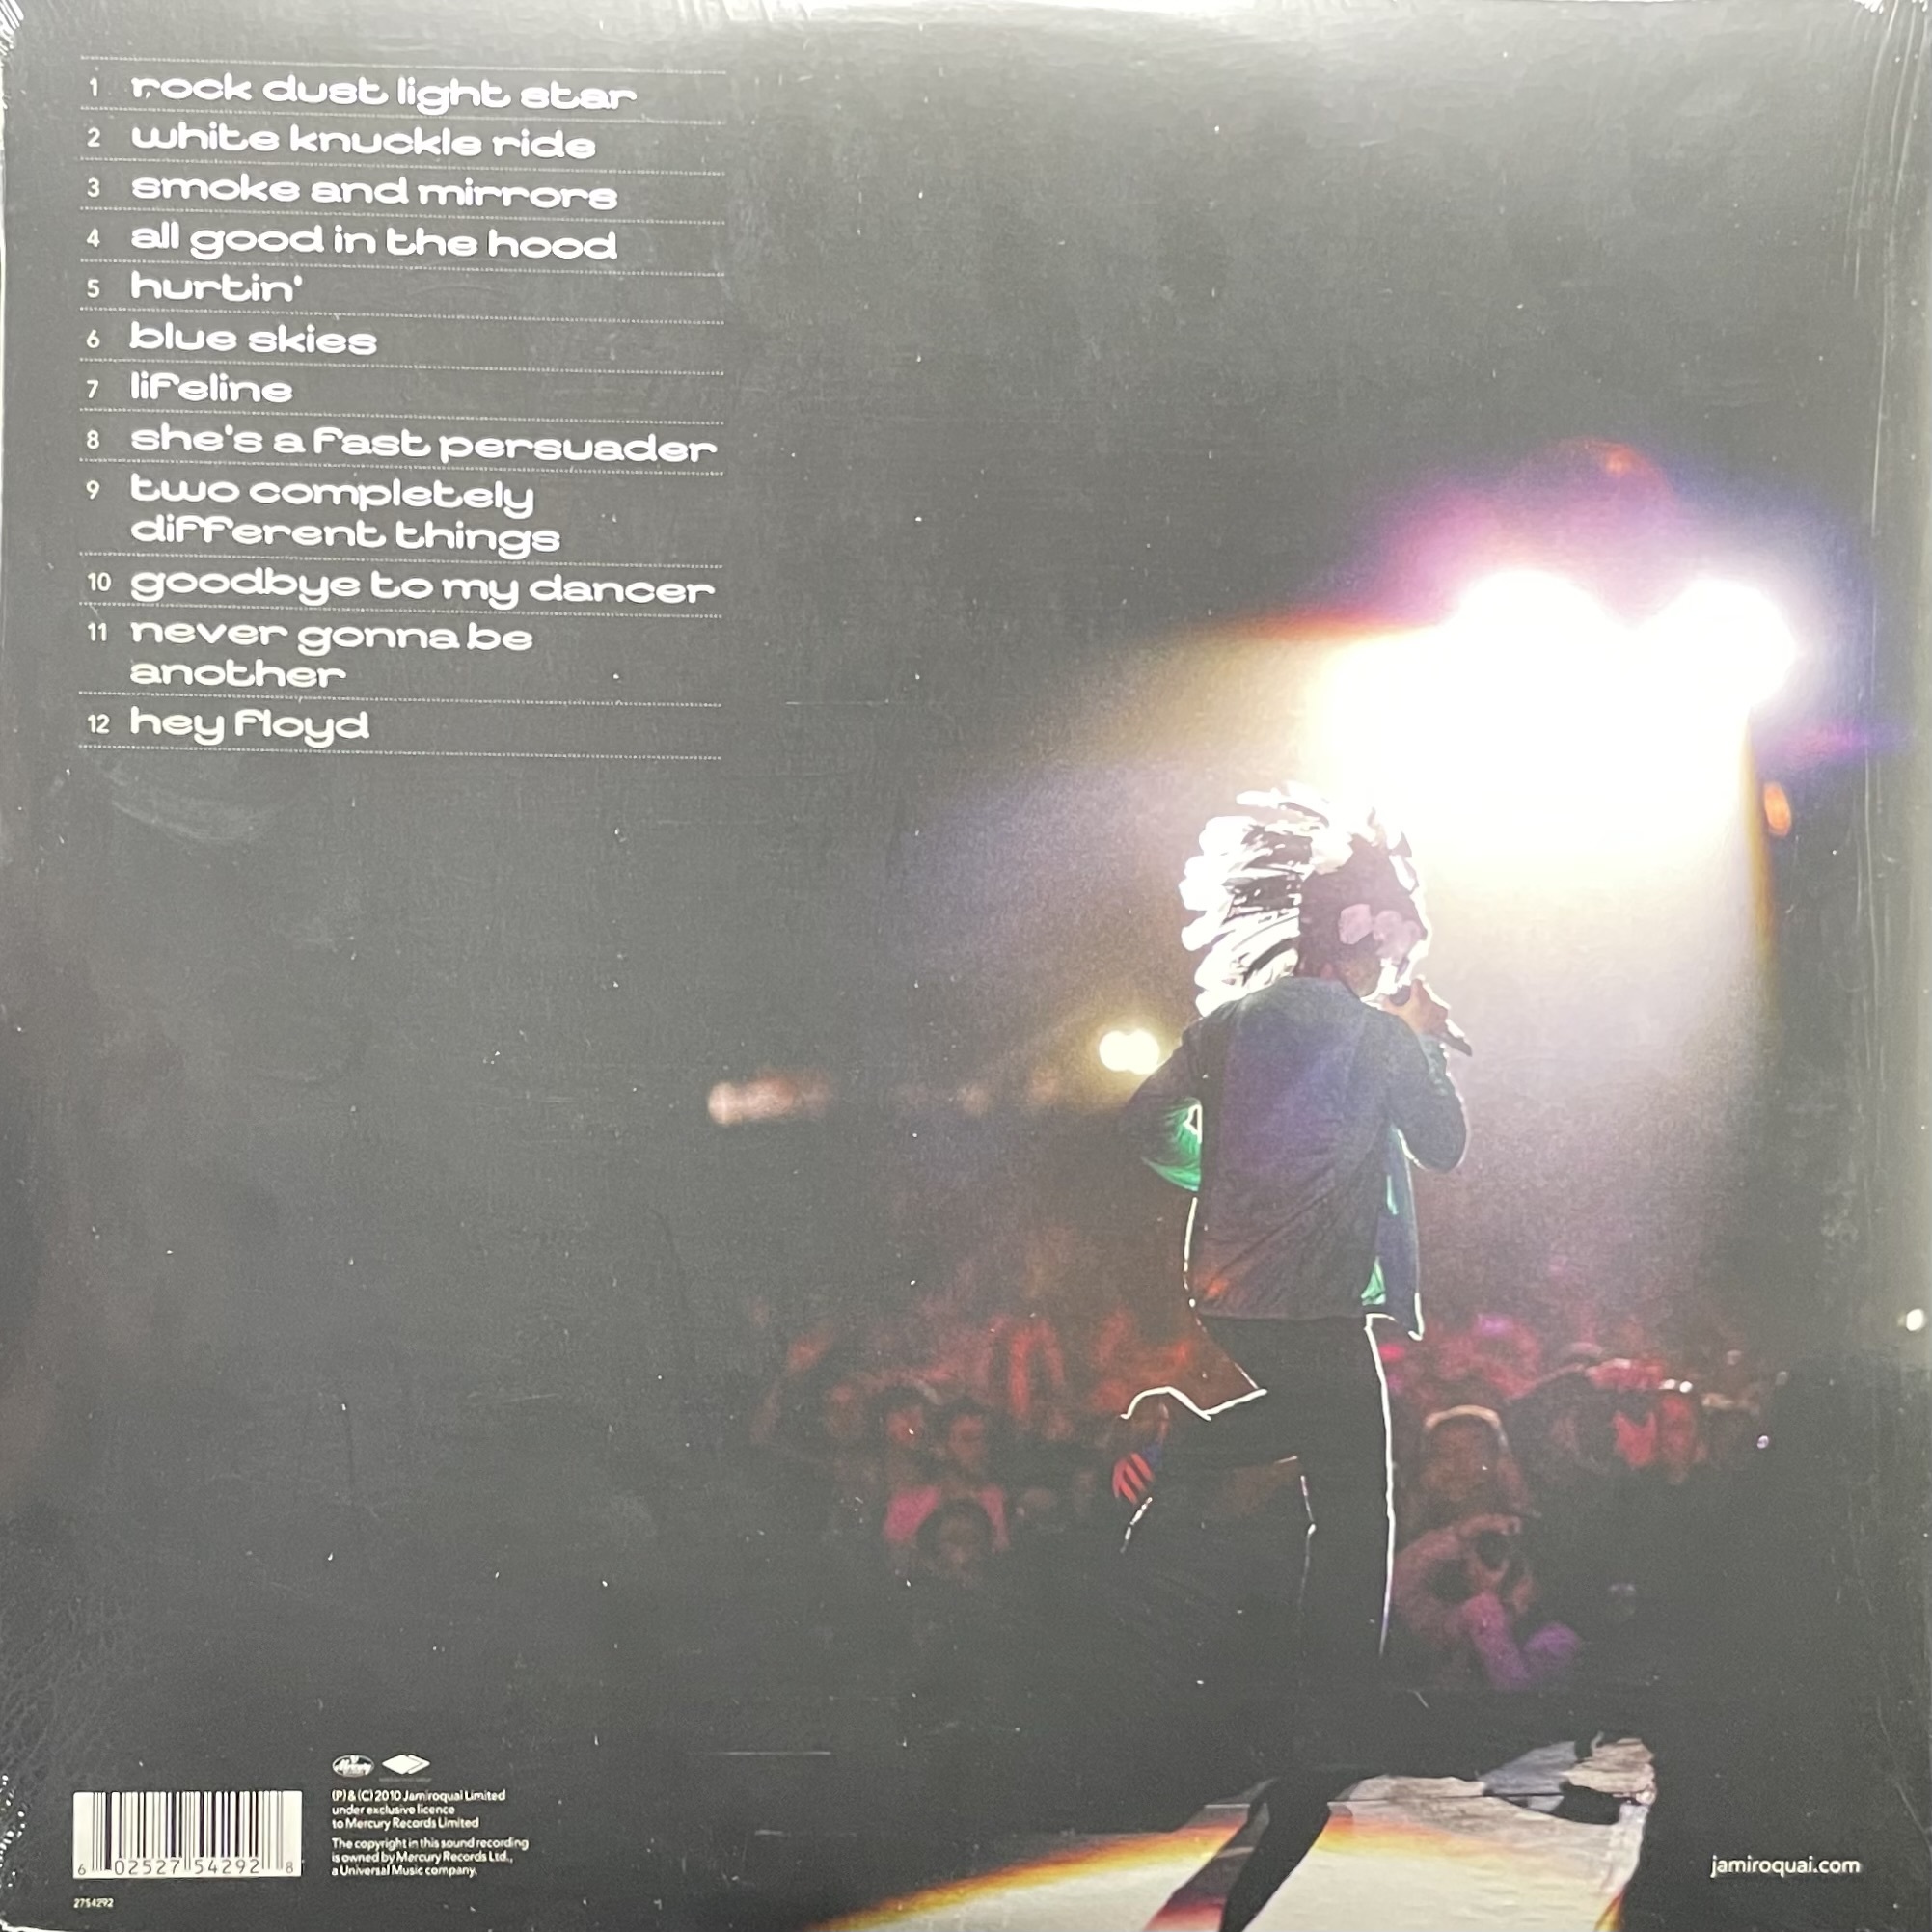 1 rock dust light star
2 white knuckle ride
3 smoke and mirrors
4 all good in the hood
5 hurtin'
6 blue skies
7 lifeline
8 she's a fast persuader
9 two completely
different things
10 goodbye to my dancer
11 never gonna be
another
12 hey floyd
(P) & (C) 2010 Jamiroquai Limited
under exclusive licence
to Mercury Records Limited
The copyright in this sound recording
is owned by Mercury Records Ltd.,
a Universal Music company.
6 02527 54292 8
2754292
jamiroquai.com